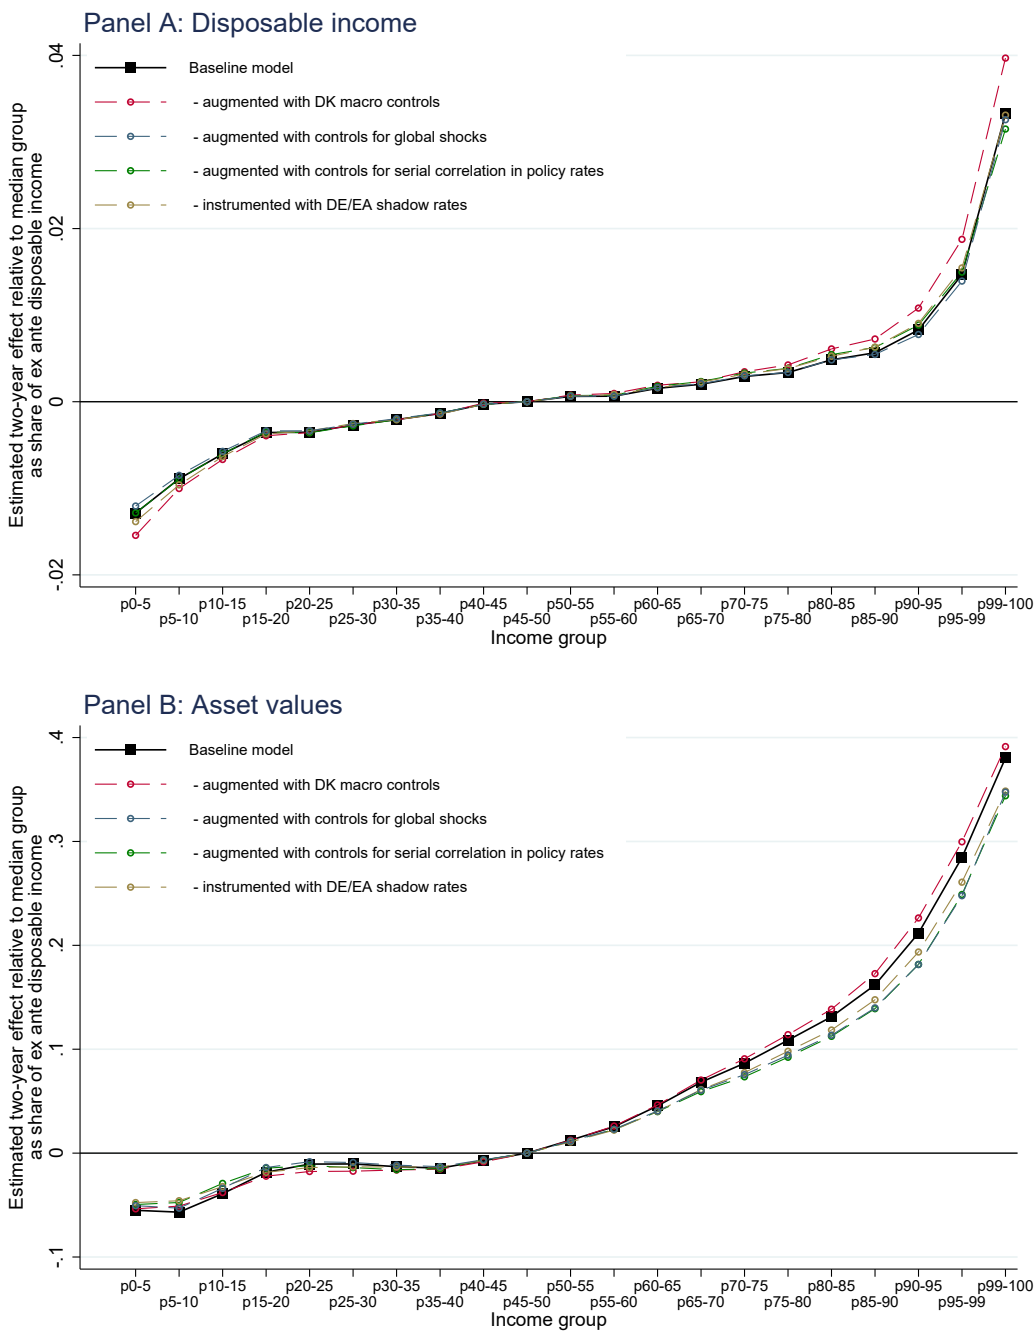 Panel A: Disposable income
Estimated two-year effect relative to median group
as share of ex ante disposable income
.04
.02
0
-.02
Baseline model
- augmented with DK macro controls
- augmented with controls for global shocks
- augmented with controls for serial correlation in policy rates
- instrumented with DE/EA shadow rates
p0-5 p10-15 p20-25 p30-35 p40-45 p50-55 p60-65 p70-75 p80-85 p90-95 p99-100
p5-10 p15-20 p25-30 p35-40 p45-50 p55-60 p65-70 p75-80 p85-90 p95-99
Income group
Panel B: Asset values
Estimated two-year effect relative to median group
as share of ex ante disposable income
.4
.3
.2
.1
0
-.1
Baseline model
- augmented with DK macro controls
- augmented with controls for global shocks
- augmented with controls for serial correlation in policy rates
- instrumented with DE/EA shadow rates
p0-5 p10-15 p20-25 p30-35 p40-45 p50-55 p60-65 p70-75 p80-85 p90-95 p99-100
p5-10 p15-20 p25-30 p35-40 p45-50 p55-60 p65-70 p75-80 p85-90 p95-99
Income group